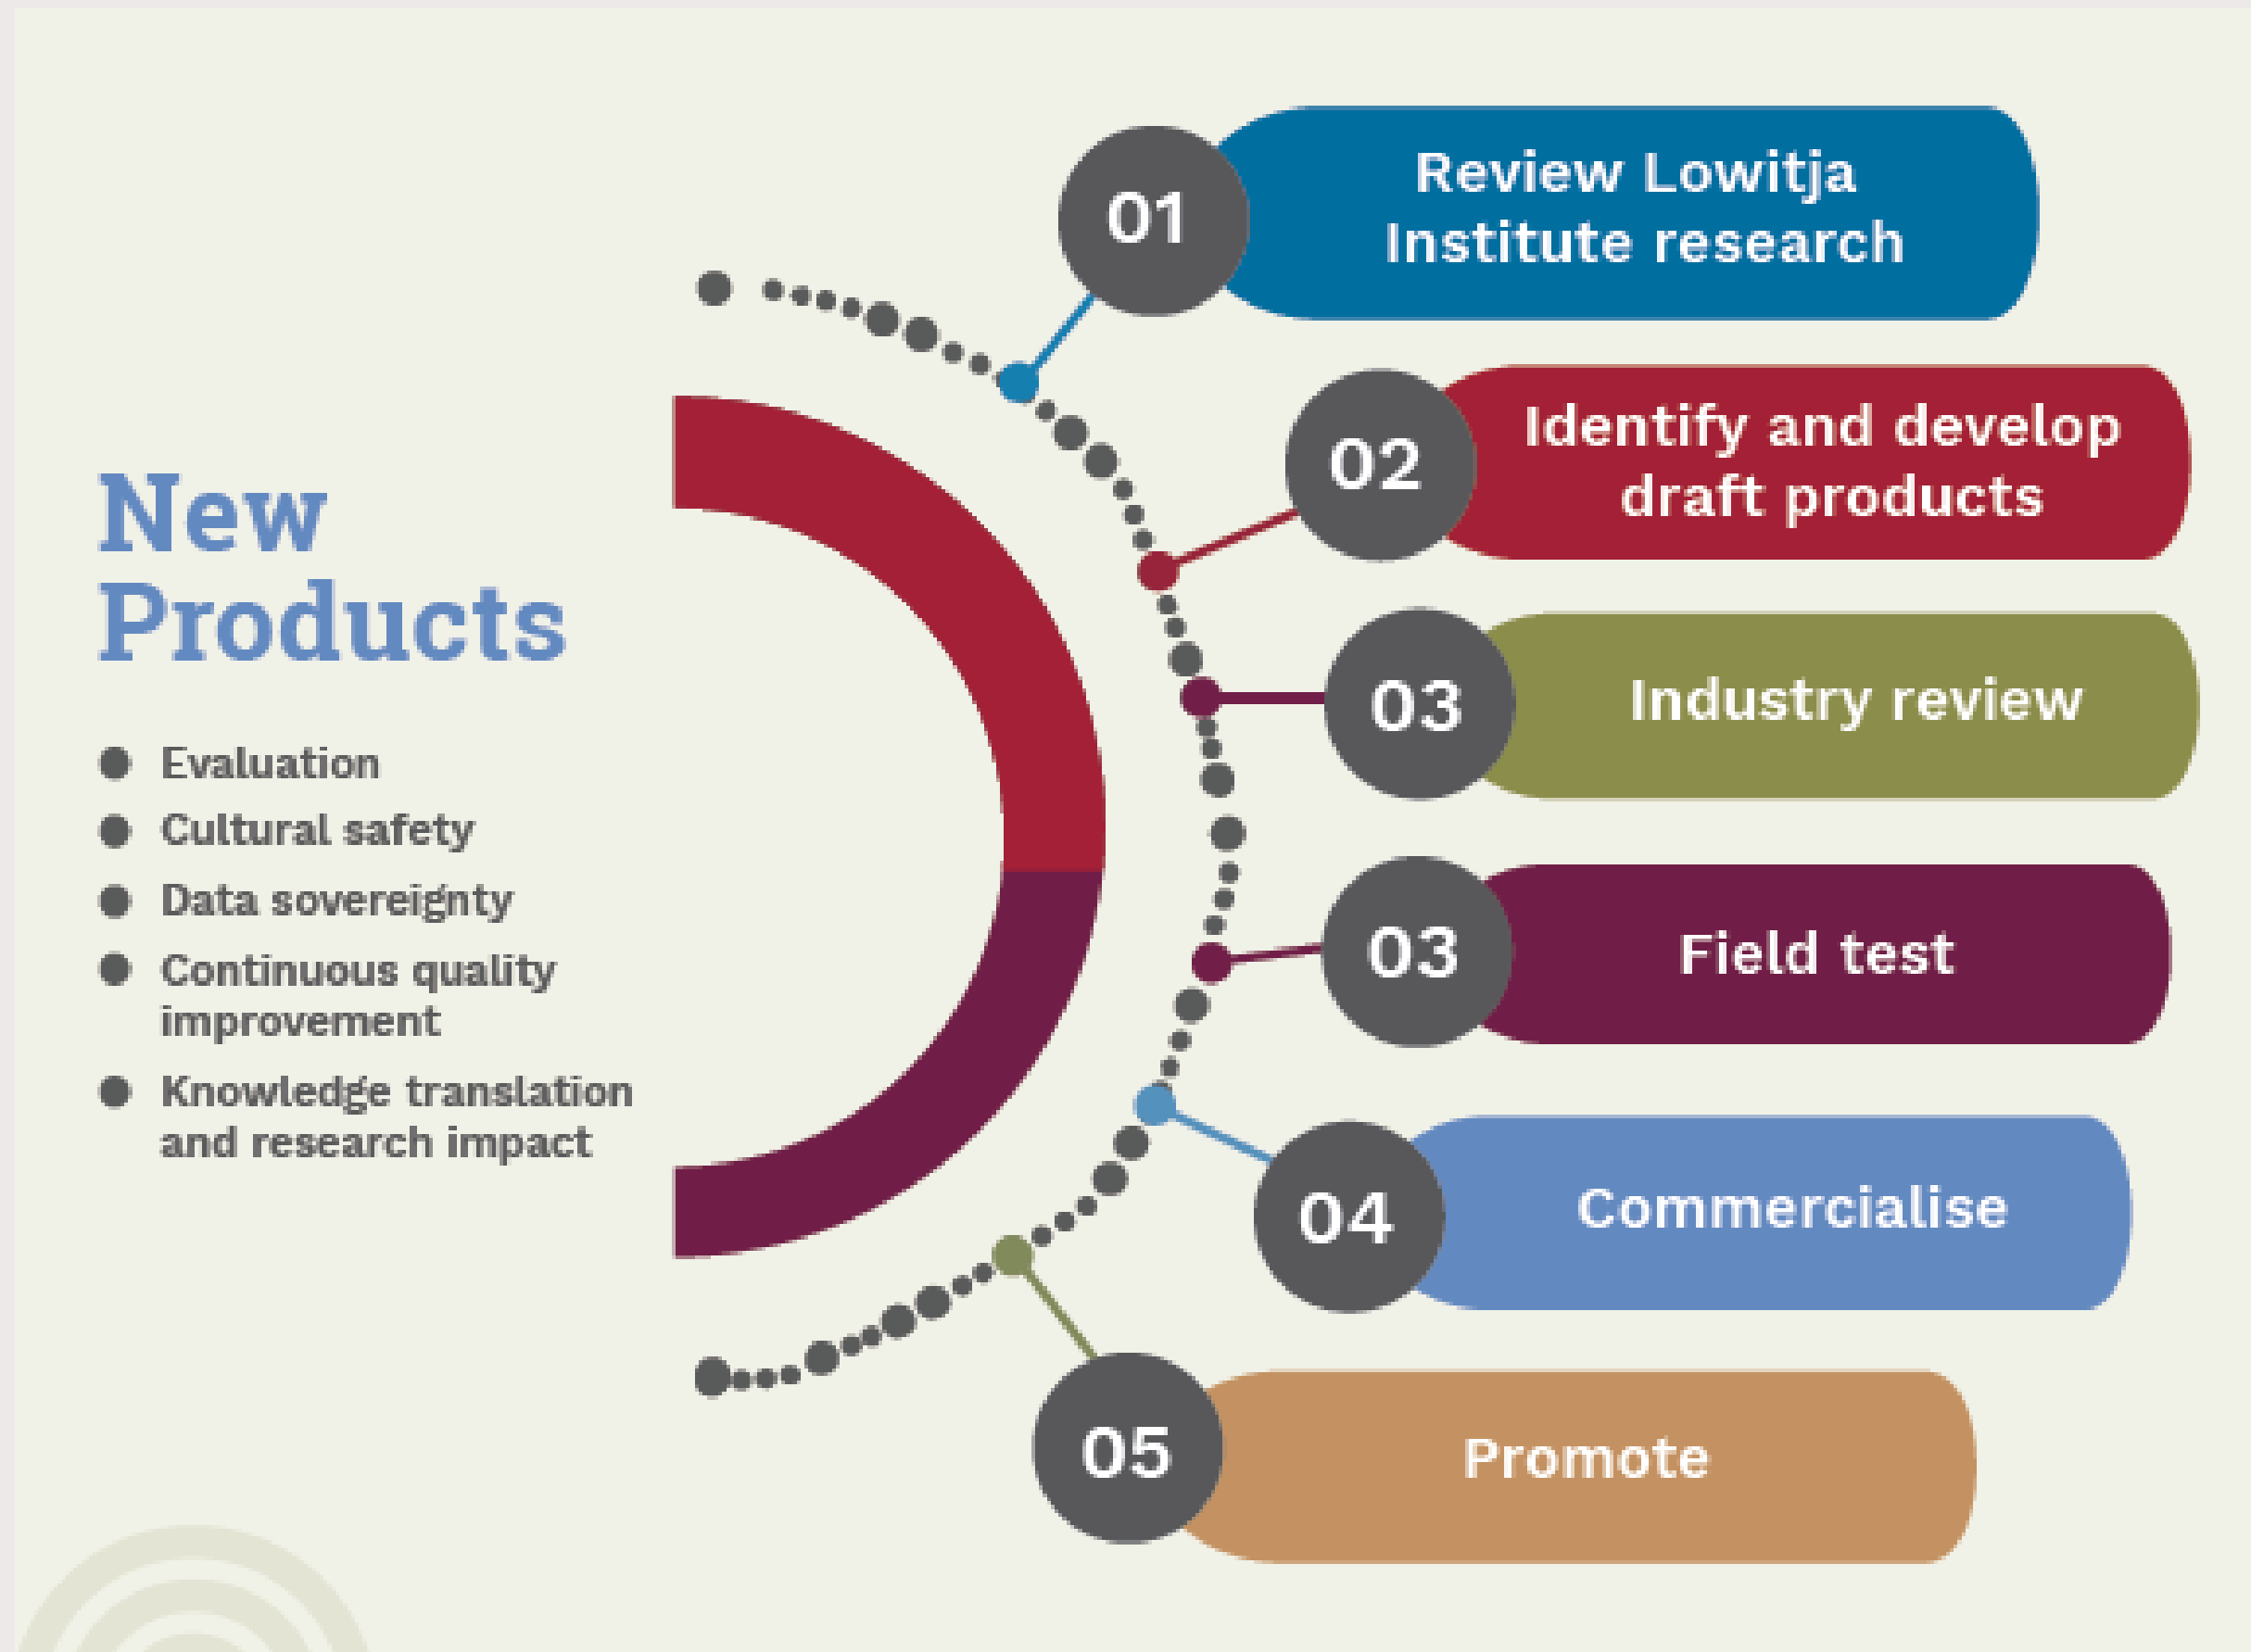 New
Products
Evaluation
Cultural safety
Data sovereignty
Continuous quality
improvement
Knowledge translation
and research impact
01
Review Lowitja
Institute research
02
Identify and develop
draft products
03
Industry review
03
Field test
04
Commercialise
05
Promote